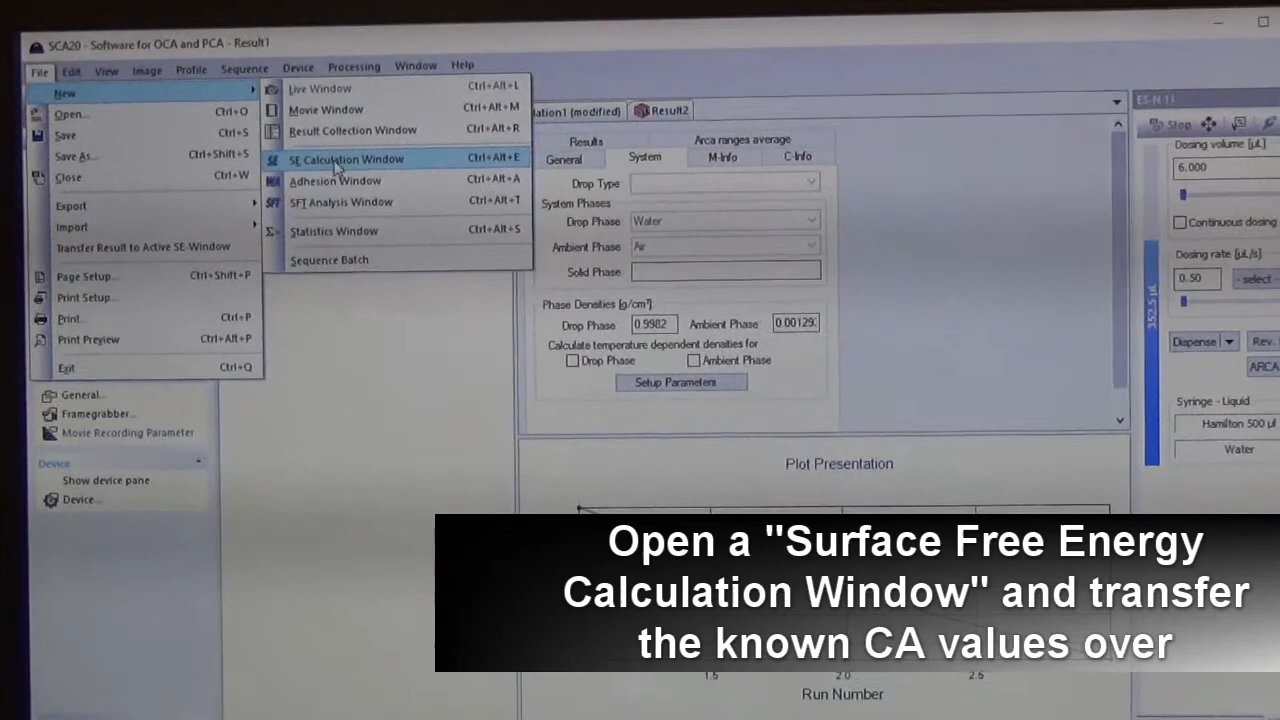 SCA20 - Software for OCA and PCA - Result1
File Edit View Image Profile Sequence Device Processing Window Help
New
Open... Ctrl+O
Save Ctrl+S
Save As... Ctrl+Shift+S
Close Ctrl+W
Export
Import
Transfer Result to Active SE-Window
Page Setup... Ctrl+Shift+P
Print Setup...
Print... Ctrl+P
Print Preview Ctrl+Alt+P
Exit Ctrl+Q
Live Window Ctrl+Alt+L
Movie Window Ctrl+Alt+M
Result Collection Window Ctrl+Alt+R
SE SE Calculation Window Ctrl+Alt+E
Adhesion Window Ctrl+Alt+A
SFT SFT Analysis Window Ctrl+Alt+T
Σ Statistics Window Ctrl+Alt+S
Sequence Batch
General...
Framegrabber...
Movie Recording Parameter
Device
Show device pane
Device...
lation1 (modified) Result2
Results Arca ranges average
General System M-Info C-Info
Drop Type
System Phases
Drop Phase Water
Ambient Phase Air
Solid Phase
Phase Densities [g/cm³]
Drop Phase 0.9982 Ambient Phase 0.00129
Calculate temperature dependent densities for
Drop Phase Ambient Phase
Setup Parameters
Plot Presentation
1.5 2.0 2.5
Run Number
ES-N 11
Stop
Dosing volume [µL]
6.000
Continuous dosing
Dosing rate [µL/s]
0.50 - select -
352.5 µL
Dispense Rev.
ARCA
Syringe - Liquid
Hamilton 500 µl
Water
Open a "Surface Free Energy
Calculation Window" and transfer
the known CA values over